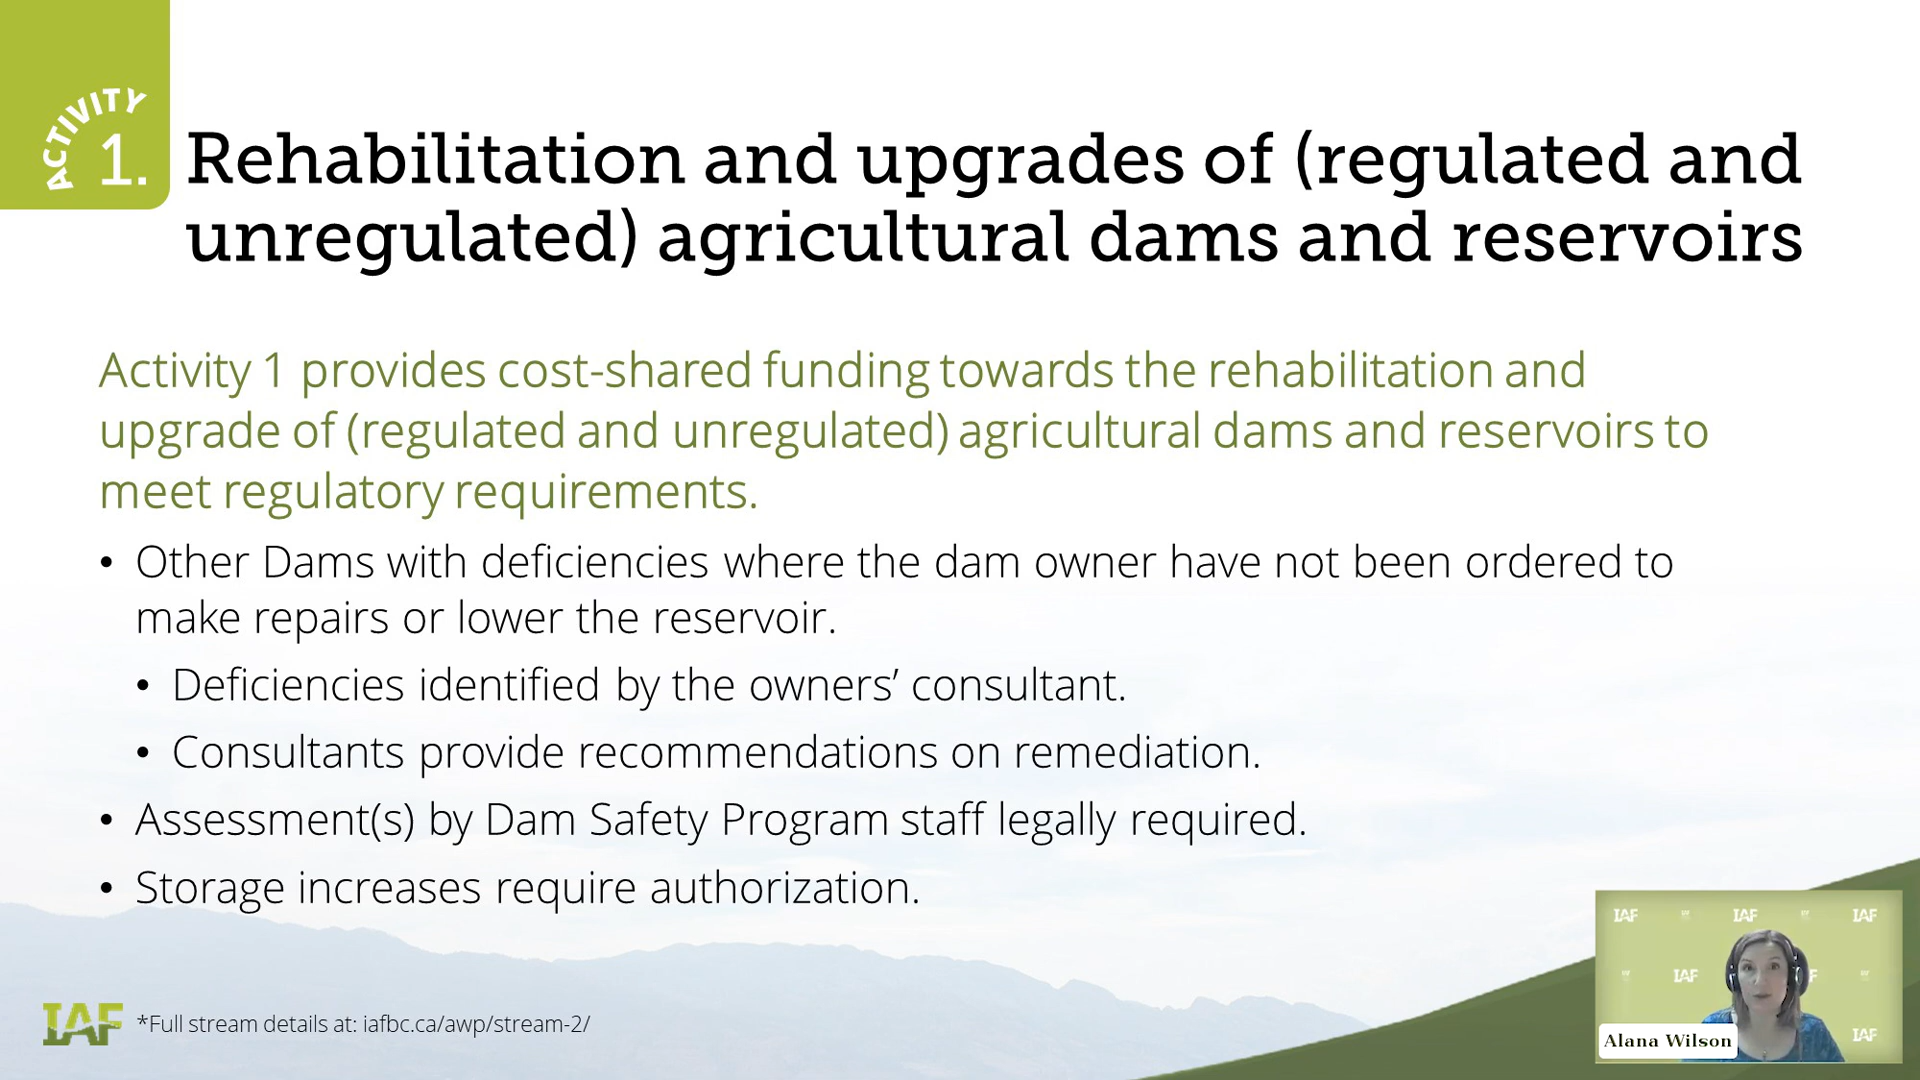 ACTIVITY
1.
Rehabilitation and upgrades of (regulated and
unregulated) agricultural dams and reservoirs
Activity 1 provides cost-shared funding towards the rehabilitation and
upgrade of (regulated and unregulated) agricultural dams and reservoirs to
meet regulatory requirements.
• Other Dams with deficiencies where the dam owner have not been ordered to
make repairs or lower the reservoir.
• Deficiencies identified by the owners’ consultant.
• Consultants provide recommendations on remediation.
• Assessment(s) by Dam Safety Program staff legally required.
• Storage increases require authorization.
IAF IAF IAF
IAF
IAF
Alana Wilson
IAF
*Full stream details at: iafbc.ca/awp/stream-2/